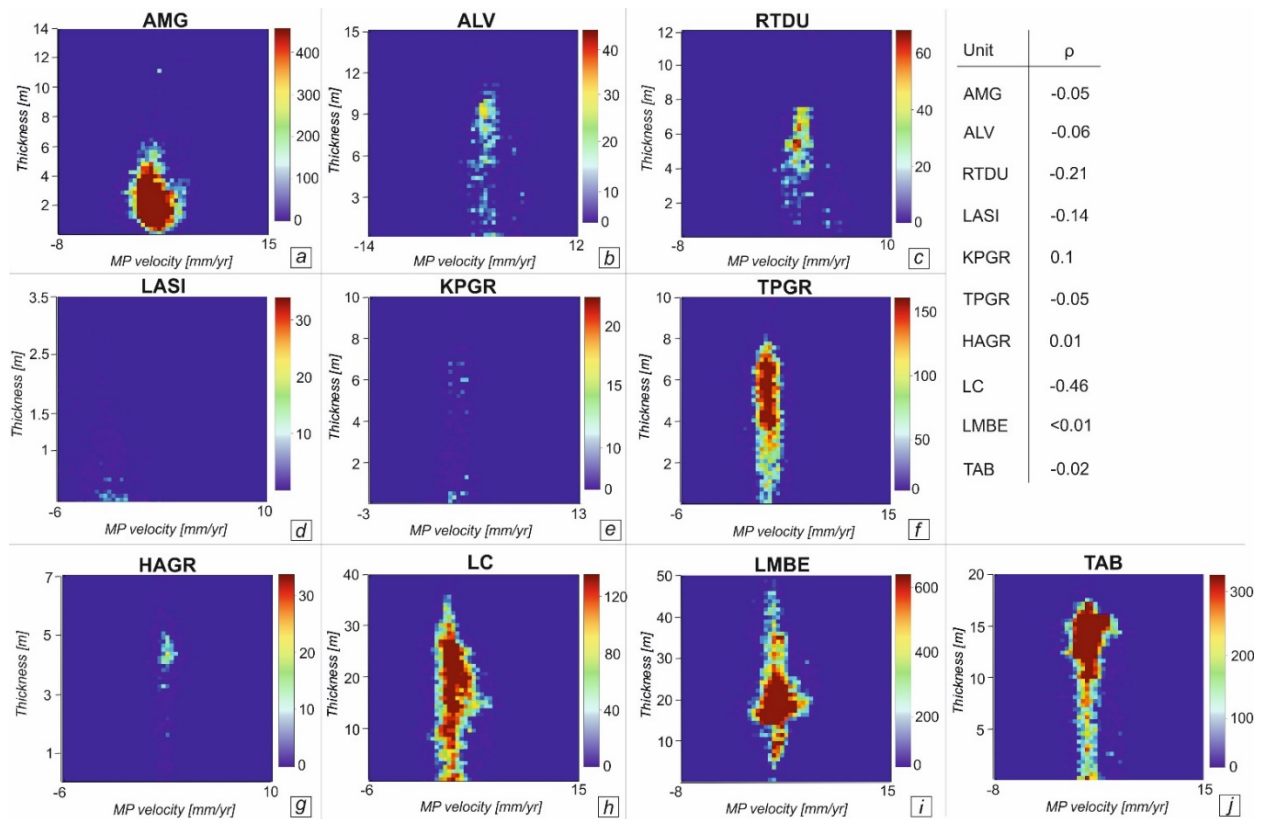 AMG
14
12
10
8
6
4
2
Thickness [m]
400
300
200
100
0
-8
15
MP velocity [mm/yr]
a
ALV
15
12
9
6
3
Thickness [m]
40
30
20
10
0
-14
12
MP velocity [mm/yr]
b
RTDU
12
10
8
6
4
2
Thickness [m]
60
40
20
0
-8
10
MP velocity [mm/yr]
c
Unit ρ
AMG -0.05
ALV -0.06
RTDU -0.21
LASI -0.14
KPGR 0.1
TPGR -0.05
HAGR 0.01
LC -0.46
LMBE <0.01
TAB -0.02
LASI
3.5
2.5
1.5
1
Thickness [m]
30
20
10
-6
10
MP velocity [mm/yr]
d
KPGR
10
8
6
4
2
Thickness [m]
20
15
10
0
-3
13
MP velocity [mm/yr]
e
TPGR
10
8
6
4
2
Thickness [m]
150
100
50
0
-6
15
MP velocity [mm/yr]
f
HAGR
7
5
3
1
Thickness [m]
30
20
10
0
-6
10
MP velocity [mm/yr]
g
LC
40
30
20
10
Thickness [m]
120
80
60
40
20
0
-6
15
MP velocity [mm/yr]
h
LMBE
50
40
30
20
10
Thickness [m]
600
400
200
0
-8
15
MP velocity [mm/yr]
i
TAB
20
15
10
5
Thickness [m]
300
200
100
0
-8
15
MP velocity [mm/yr]
j